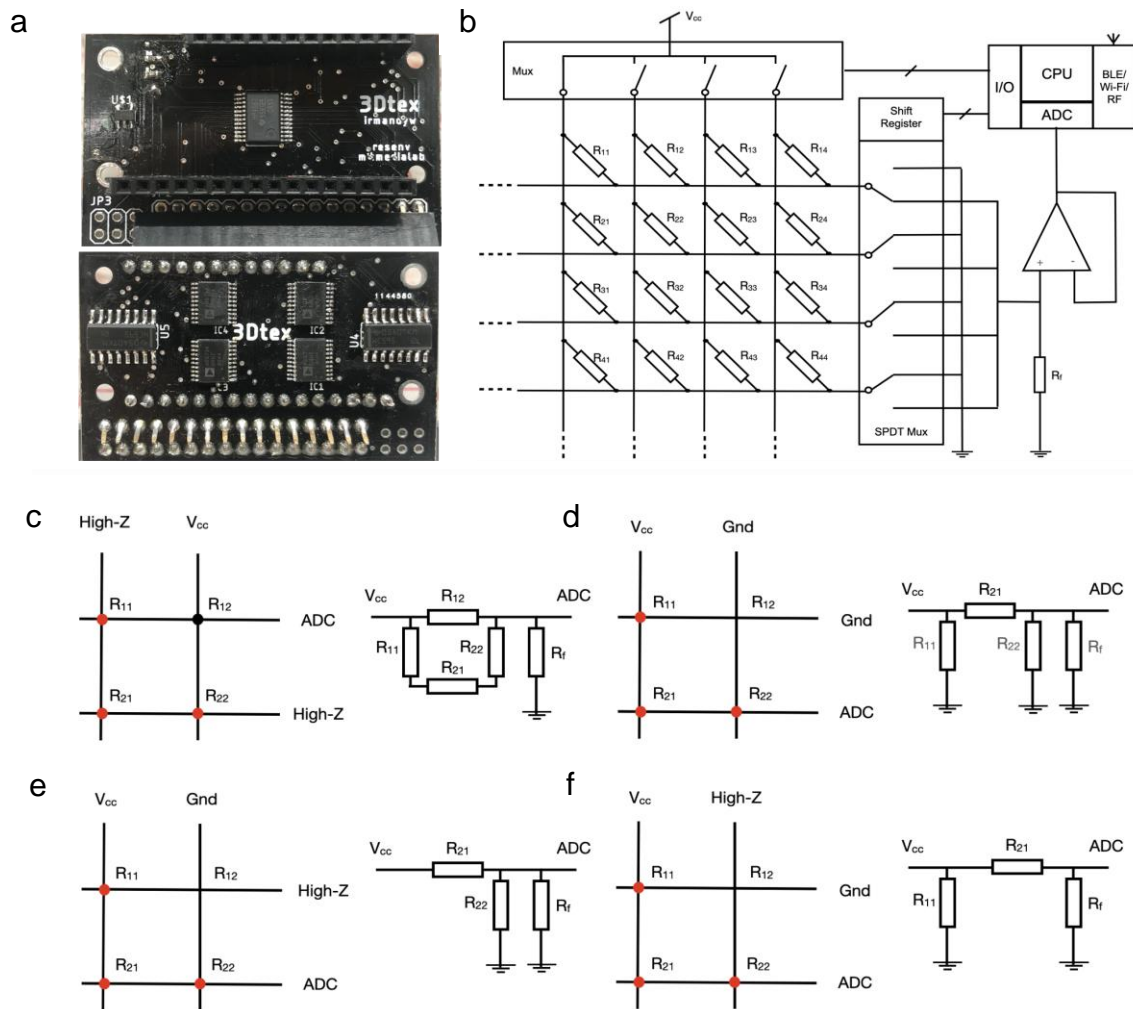 a
U$1
3Dtex
irmandyw
resenv
JP3
1144580
U5
IC4
3Dtex
IC2
U4
IC1
b
Vcc
Mux
I/O
CPU
BLE/
Wi-Fi/
RF
ADC
Shift
Register
R11
R12
R13
R14
R21
R22
R23
R24
R31
R32
R33
R34
R41
R42
R43
R44
+
-
Rf
SPDT Mux
c
High-Z
Vcc
R11
R12
ADC
R21
R22
High-Z
Vcc
R12
ADC
R11
R22
R21
Rf
d
Vcc
Gnd
R11
R12
Gnd
R21
R22
ADC
Vcc
R21
ADC
R11
R22
Rf
e
Vcc
Gnd
R11
R12
High-Z
R21
R22
ADC
Vcc
R21
ADC
R22
Rf
f
Vcc
High-Z
R11
R12
Gnd
R21
R22
ADC
Vcc
R21
ADC
R11
Rf